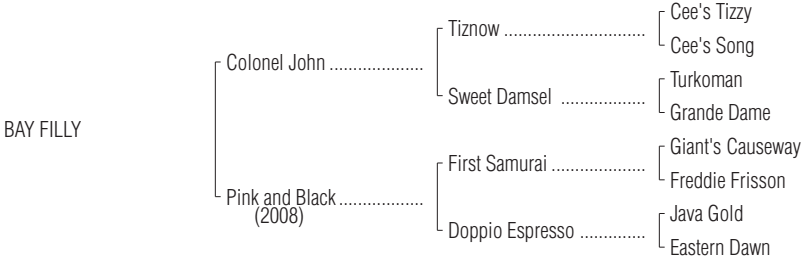 Cee's Tizzy
Tiznow ..............................
Cee's Song
Colonel John ....................
Turkoman
Sweet Damsel ..................
Grande Dame
BAY FILLY
Giant's Causeway
First Samurai ....................
Freddie Frisson
Pink and Black ..................
(2008)
Java Gold
Doppio Espresso ..............
Eastern Dawn